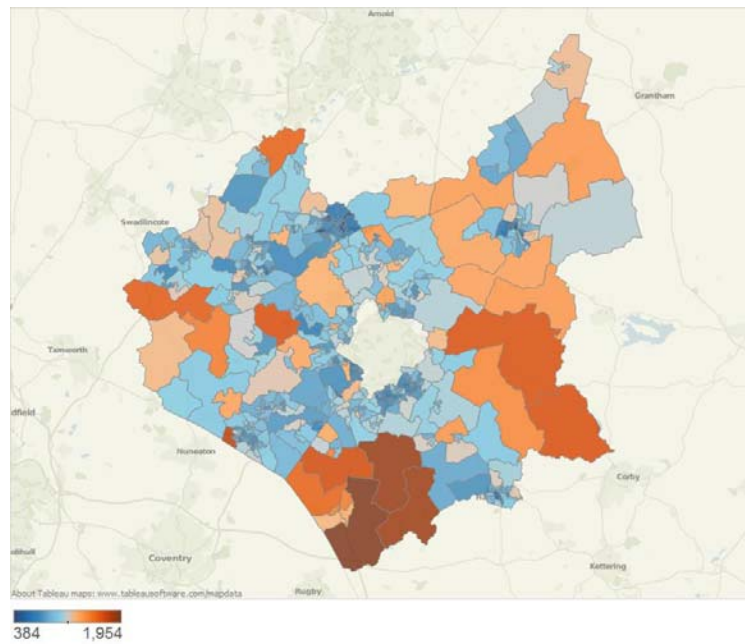 Arnold
Grantham
Swadlincote
Tamworth
Nuneaton
Corby
Coventry
Kettering
Rugby
About Tableau maps: www.tableausoftware.com/mapdata
384 1,954